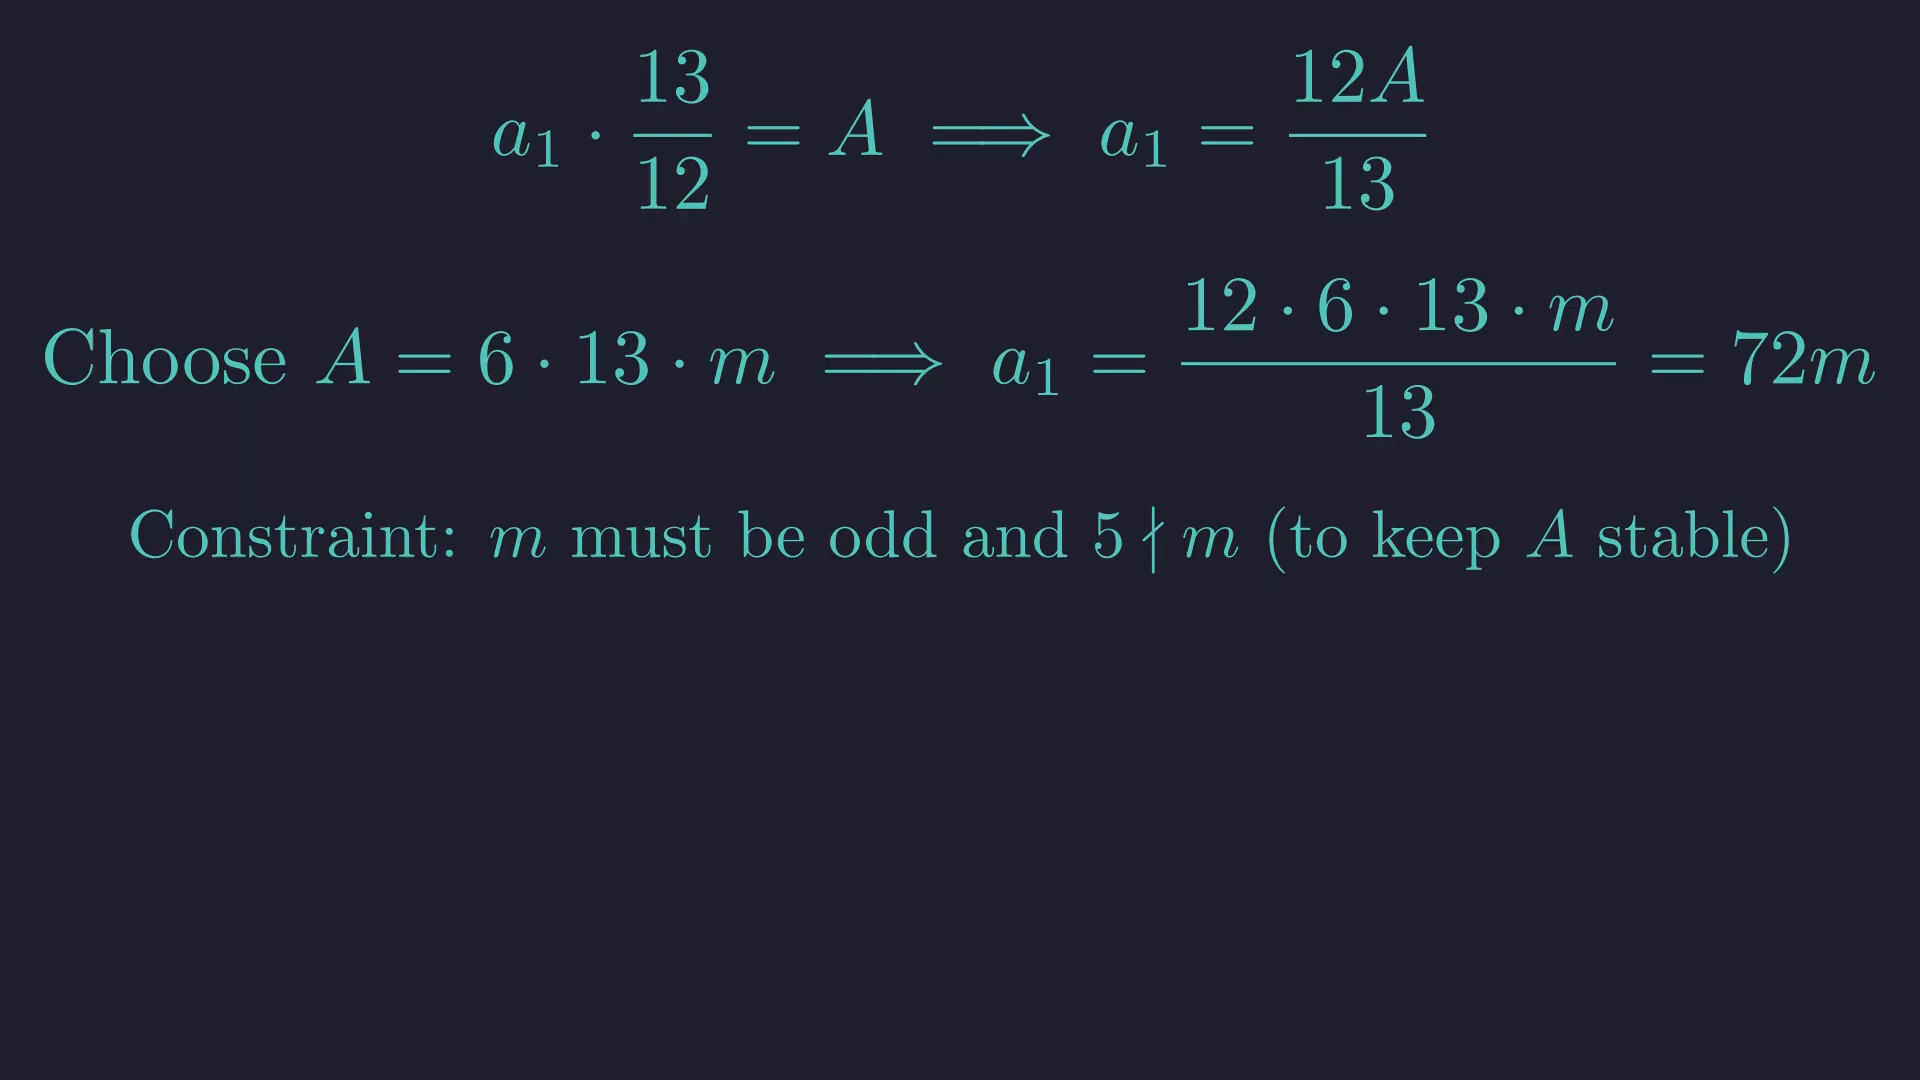 a₁ · 13/12 = A ⟹ a₁ = 12A/13
Choose A = 6 · 13 · m ⟹ a₁ = (12 · 6 · 13 · m)/13 = 72m
Constraint: m must be odd and 5 ∤ m (to keep A stable)